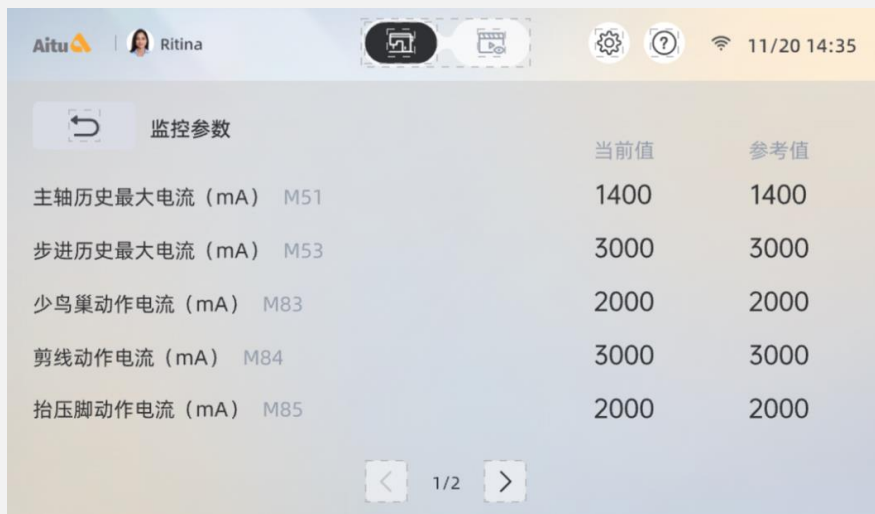 Aitu Ritina 11/20 14:35
监控参数
当前值 参考值
主轴历史最大电流（mA） M51 1400 1400
步进历史最大电流（mA） M53 3000 3000
少鸟巢动作电流（mA） M83 2000 2000
剪线动作电流（mA） M84 3000 3000
抬压脚动作电流（mA） M85 2000 2000
1/2